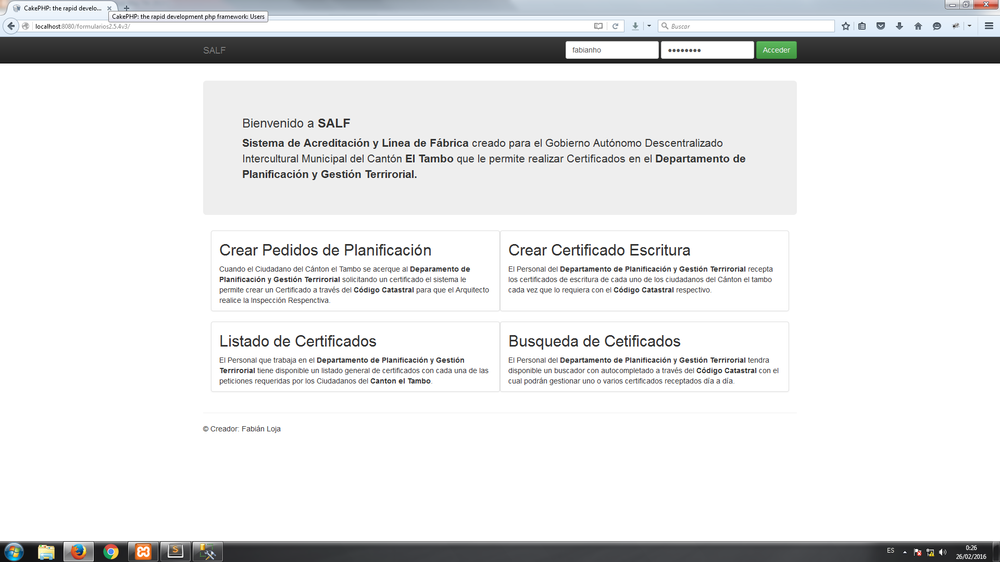 CakePHP: the rapid develo...
CakePHP: the rapid development php framework: Users
localhost:8080/formularios2.5.4v3/
Buscar
SALF
fabianho
Acceder
Bienvenido a SALF
Sistema de Acreditación y Línea de Fábrica creado para el Gobierno Autónomo Descentralizado
Intercultural Municipal del Cantón El Tambo que le permite realizar Certificados en el Departamento de
Planificación y Gestión Terrirorial.
Crear Pedidos de Planificación
Cuando el Ciudadano del Cánton el Tambo se acerque al Deparamento de
Planificación y Gestión Terrirorial solicitando un certificado el sistema le
permite crear un Certificado a través del Código Catastral para que el Arquitecto
realice la Inspección Respenctiva.
Crear Certificado Escritura
El Personal del Departamento de Planificación y Gestión Terrirorial recepta
los certificados de escritura de cada uno de los ciudadanos del Cánton el tambo
cada vez que lo requiera con el Código Catastral respectivo.
Listado de Certificados
El Personal que trabaja en el Departamento de Planificación y Gestión
Terrirorial tiene disponible un listado general de certificados con cada una de las
peticiones requeridas por los Ciudadanos del Canton el Tambo.
Busqueda de Cetificados
El Personal del Departamento de Planificación y Gestión Terrirorial tendra
disponible un buscador con autocompletado a través del Código Catastral con el
cual podrán gestionar uno o varios certificados receptados día a día.
© Creador: Fabián Loja
ES
0:26
26/02/2016